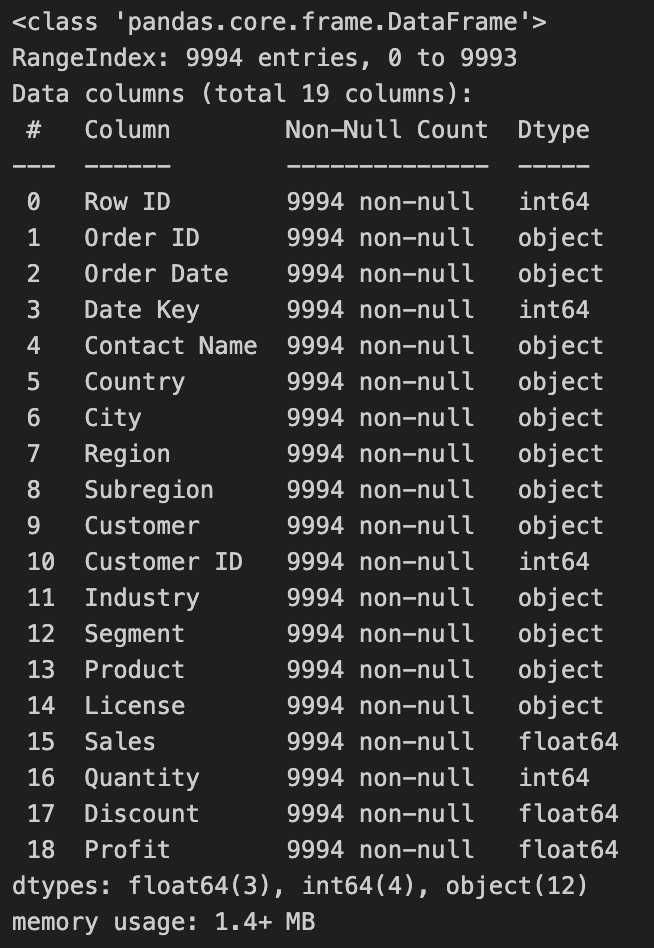 <class 'pandas.core.frame.DataFrame'>
RangeIndex: 9994 entries, 0 to 9993
Data columns (total 19 columns):
 #   Column        Non-Null Count  Dtype
---  ------        --------------  -----
 0   Row ID        9994 non-null   int64
 1   Order ID      9994 non-null   object
 2   Order Date    9994 non-null   object
 3   Date Key      9994 non-null   int64
 4   Contact Name  9994 non-null   object
 5   Country       9994 non-null   object
 6   City          9994 non-null   object
 7   Region        9994 non-null   object
 8   Subregion     9994 non-null   object
 9   Customer      9994 non-null   object
 10  Customer ID   9994 non-null   int64
 11  Industry      9994 non-null   object
 12  Segment       9994 non-null   object
 13  Product       9994 non-null   object
 14  License       9994 non-null   object
 15  Sales         9994 non-null   float64
 16  Quantity      9994 non-null   int64
 17  Discount      9994 non-null   float64
 18  Profit        9994 non-null   float64
dtypes: float64(3), int64(4), object(12)
memory usage: 1.4+ MB